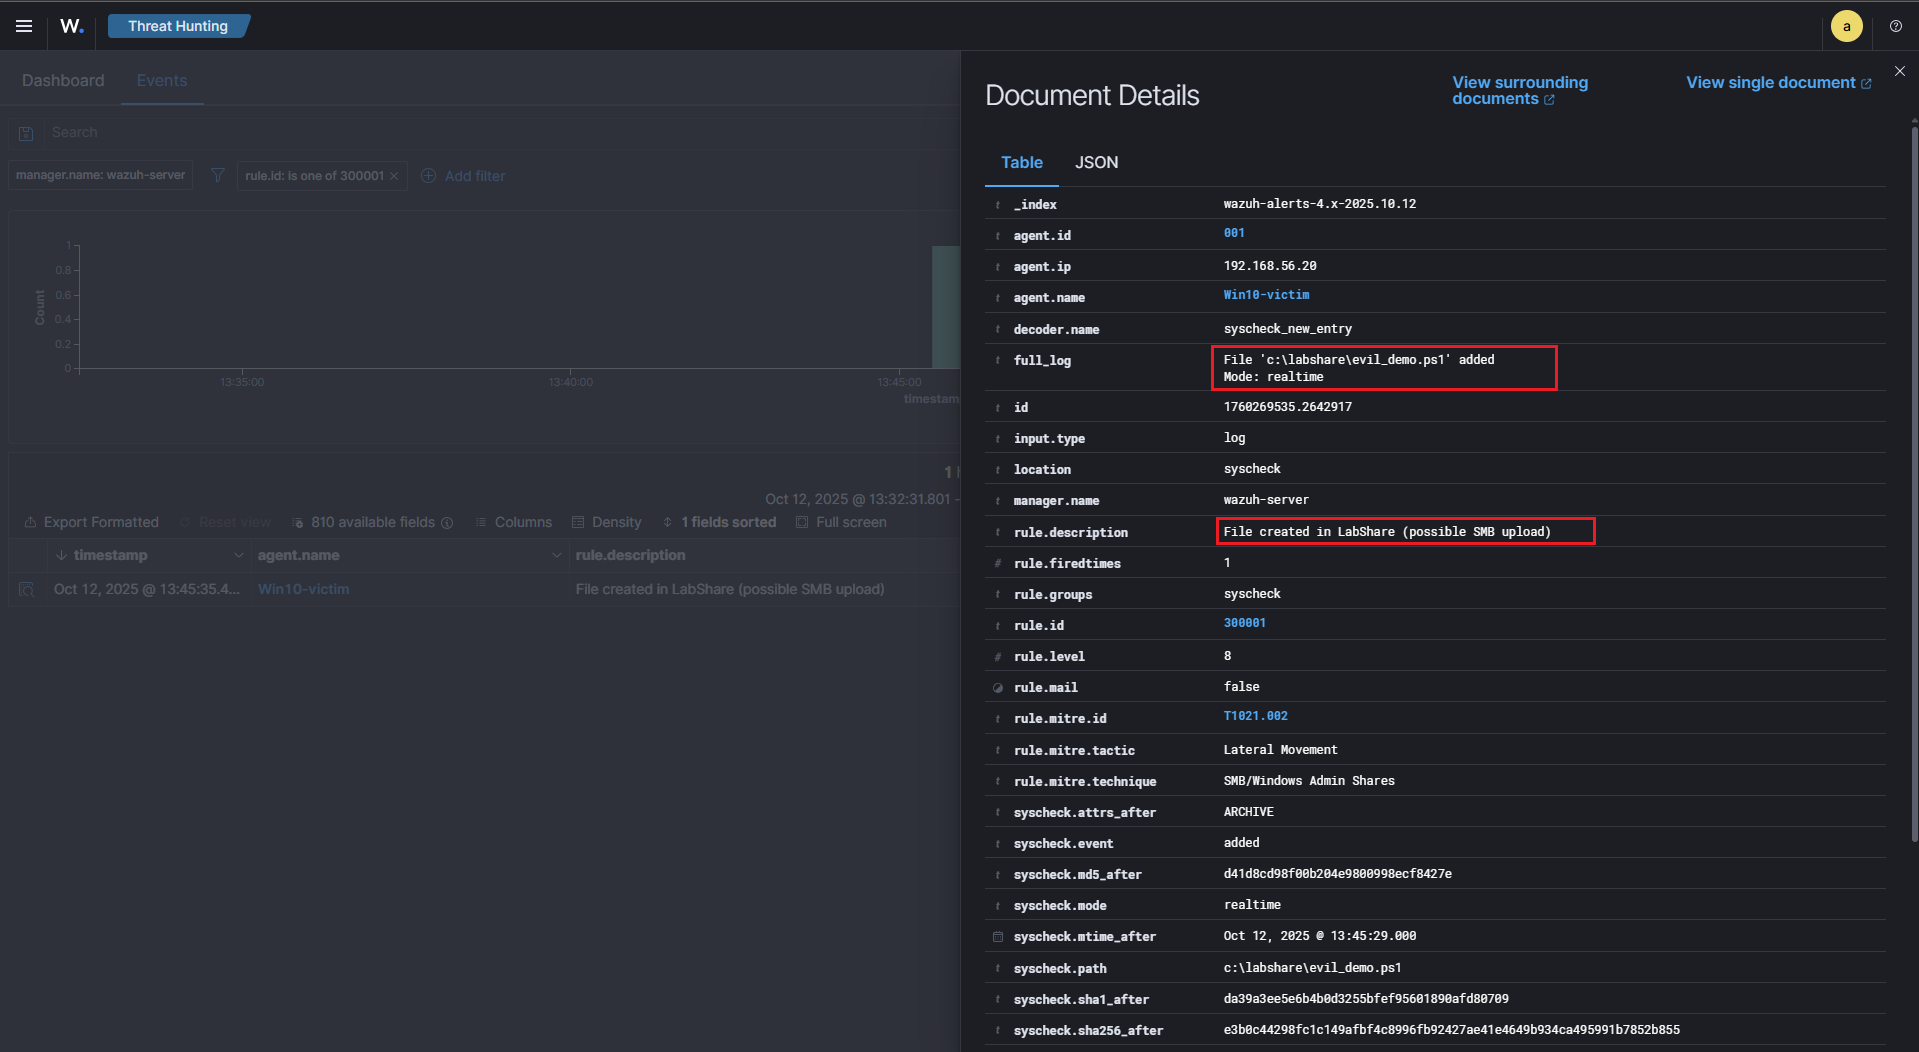 W.
Threat Hunting
a
Dashboard
Events
Search
manager.name: wazuh-server
rule.id: is one of 300001
Add filter
Count
1
0.8
0.6
0.4
0.2
0
13:35:00
13:40:00
13:45:00
timestam
1 h
Oct 12, 2025 @ 13:32:31.801 -
Export Formatted
Reset view
810 available fields
Columns
Density
1 fields sorted
Full screen
timestamp
agent.name
rule.description
Oct 12, 2025 @ 13:45:35.4...
Win10-victim
File created in LabShare (possible SMB upload)
Document Details
View surrounding
documents
View single document
Table
JSON
t _index wazuh-alerts-4.x-2025.10.12
t agent.id 001
t agent.ip 192.168.56.20
t agent.name Win10-victim
t decoder.name syscheck_new_entry
t full_log File 'c:\labshare\evil_demo.ps1' added
Mode: realtime
t id 1760269535.2642917
t input.type log
t location syscheck
t manager.name wazuh-server
t rule.description File created in LabShare (possible SMB upload)
# rule.firedtimes 1
t rule.groups syscheck
t rule.id 300001
# rule.level 8
rule.mail false
t rule.mitre.id T1021.002
t rule.mitre.tactic Lateral Movement
t rule.mitre.technique SMB/Windows Admin Shares
t syscheck.attrs_after ARCHIVE
t syscheck.event added
t syscheck.md5_after d41d8cd98f00b204e9800998ecf8427e
t syscheck.mode realtime
syscheck.mtime_after Oct 12, 2025 @ 13:45:29.000
t syscheck.path c:\labshare\evil_demo.ps1
t syscheck.sha1_after da39a3ee5e6b4b0d3255bfef95601890afd80709
t syscheck.sha256_after e3b0c44298fc1c149afbf4c8996fb92427ae41e4649b934ca495991b7852b855